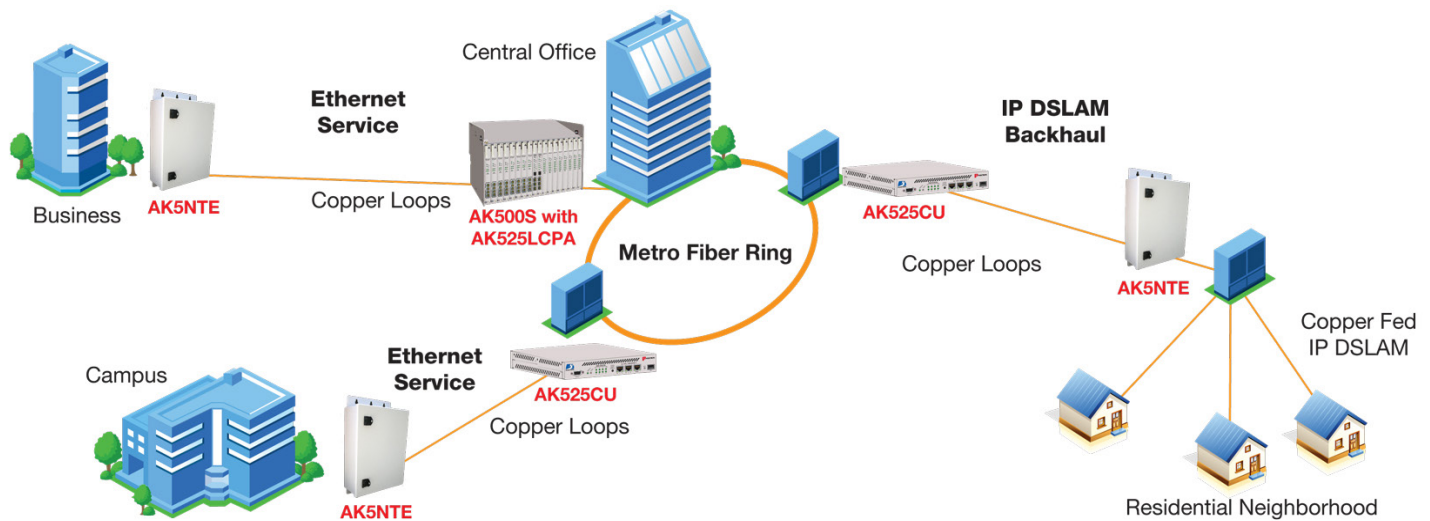 Central Office
Ethernet
Service
IP DSLAM
Backhaul
Business
AK5NTE
Copper Loops
AK500S with
AK525LCPA
AK525CU
Metro Fiber Ring
Copper Loops
AK5NTE
Copper Fed
IP DSLAM
Ethernet
Service
Campus
AK525CU
Copper Loops
AK5NTE
Residential Neighborhood